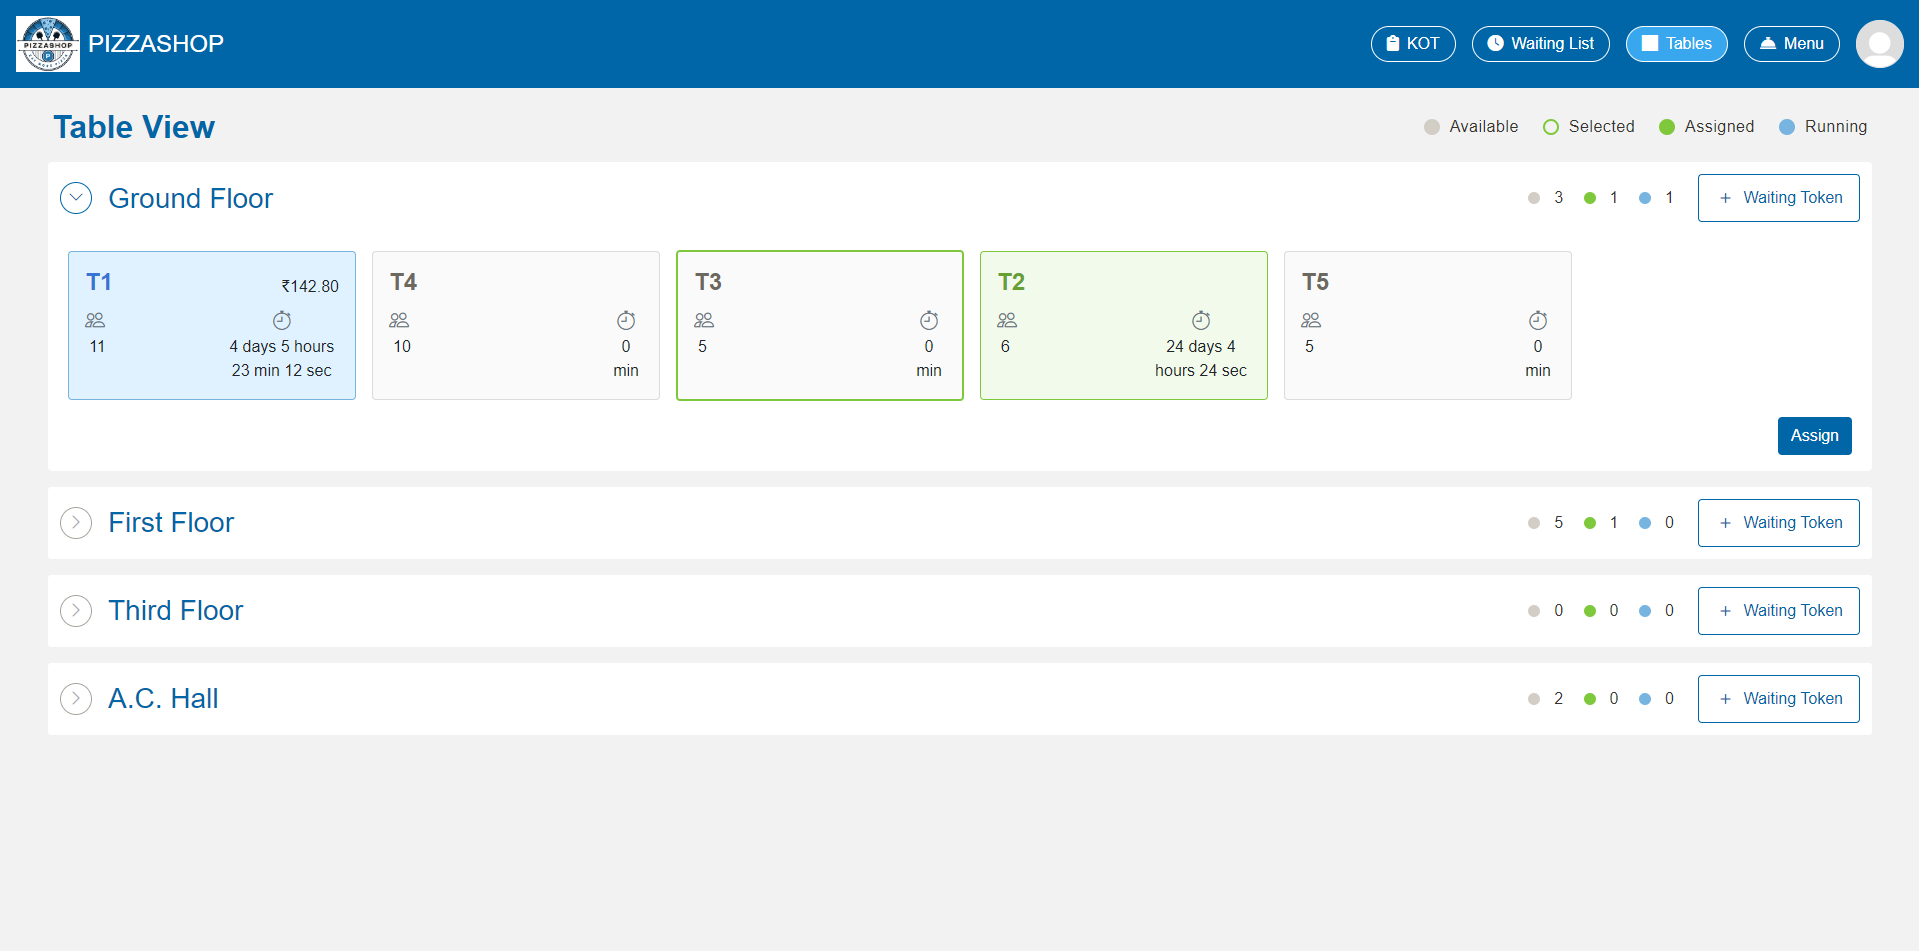 PIZZASHOP
PIZZASHOP
KOT
Waiting List
Tables
Menu
Table View
Available
Selected
Assigned
Running
Ground Floor
3
1
1
+ Waiting Token
T1
₹142.80
11
4 days 5 hours
23 min 12 sec
T4
10
0
min
T3
5
0
min
T2
6
24 days 4
hours 24 sec
T5
5
0
min
Assign
First Floor
5
1
0
+ Waiting Token
Third Floor
0
0
0
+ Waiting Token
A.C. Hall
2
0
0
+ Waiting Token